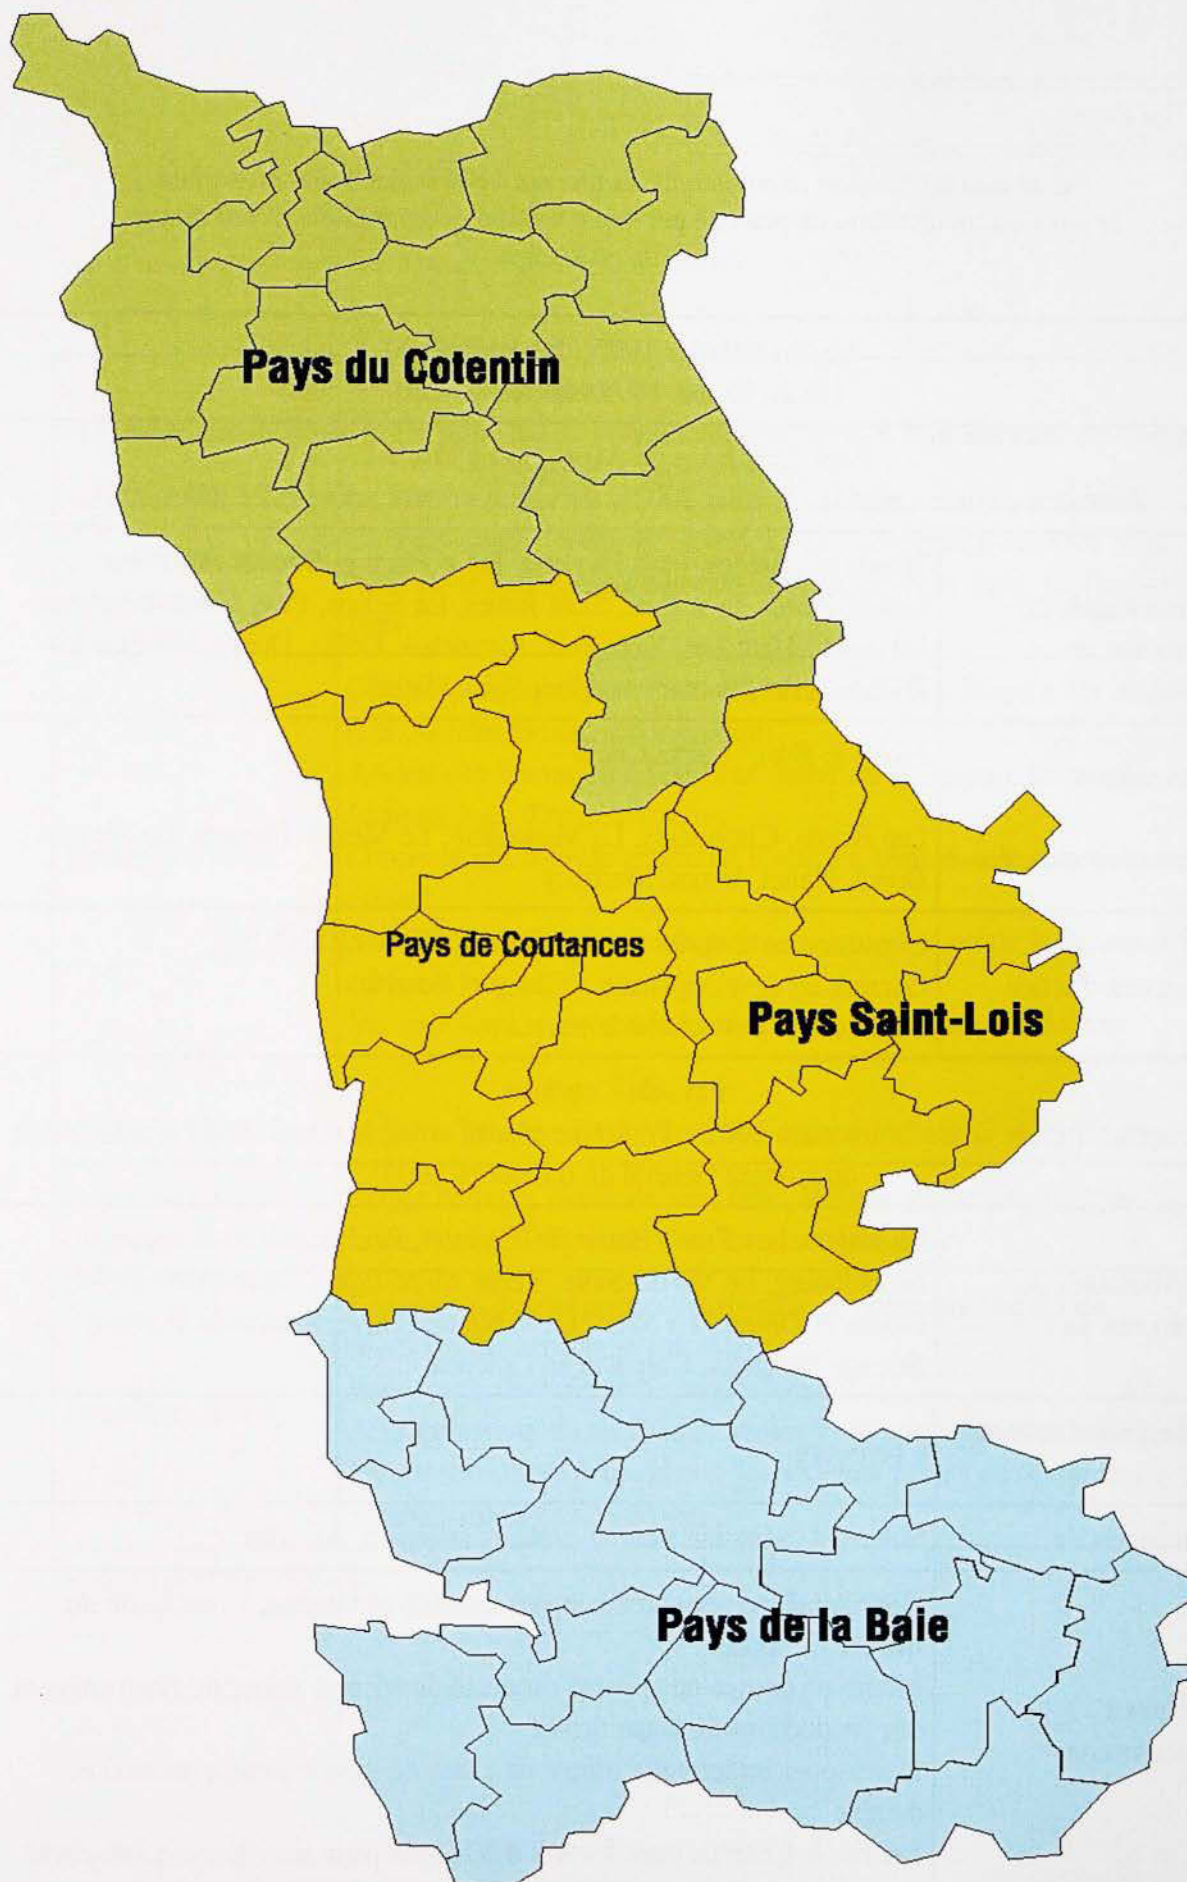 Pays du Cotentin
Pays de Coutances
Pays Saint-Lois
Pays de la Baie